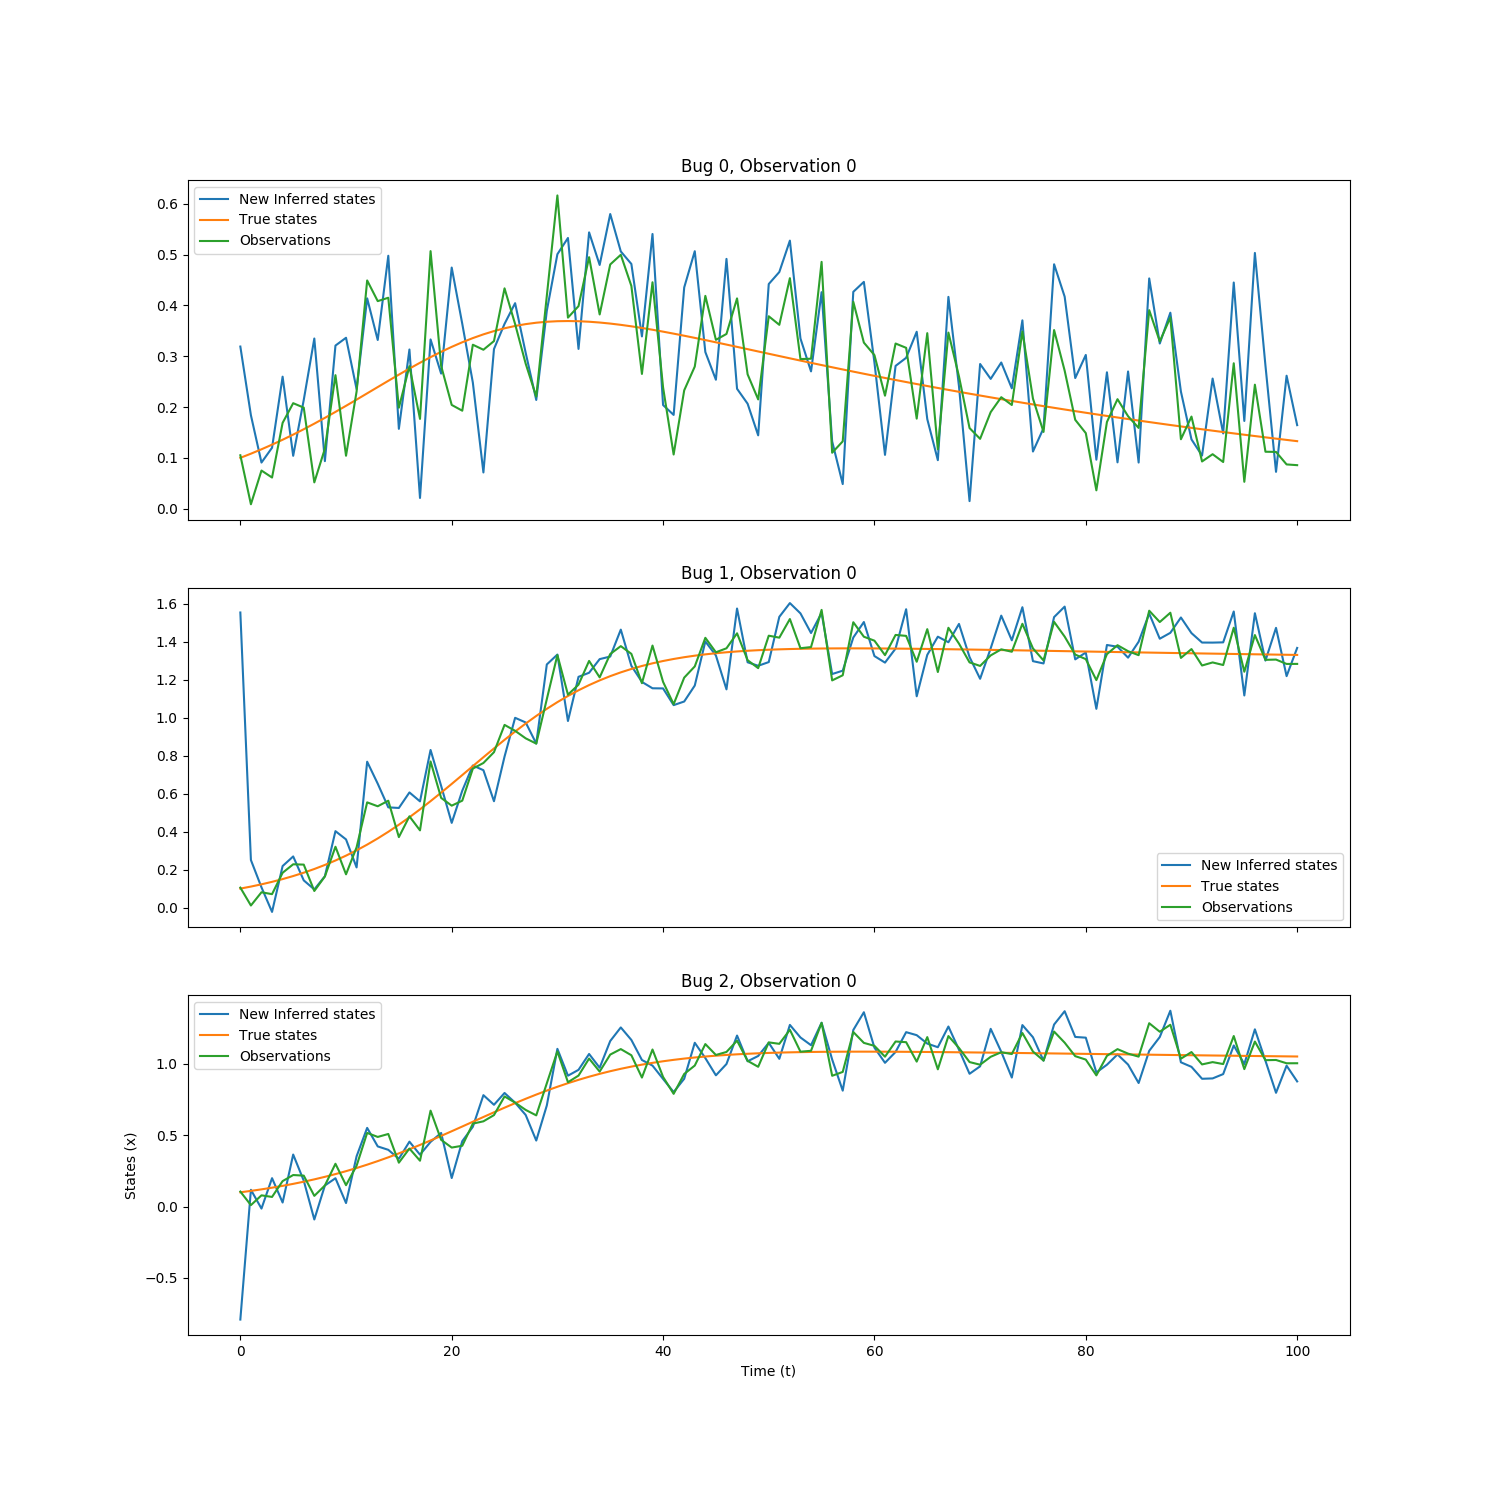 Bug 0, Observation 0
New Inferred states
True states
Observations
0.6
0.5
0.4
0.3
0.2
0.1
0.0
Bug 1, Observation 0
1.6
1.4
1.2
1.0
0.8
0.6
0.4
0.2
0.0
New Inferred states
True states
Observations
Bug 2, Observation 0
New Inferred states
True states
Observations
1.0
0.5
0.0
−0.5
States (x)
0 20 40 60 80 100
Time (t)